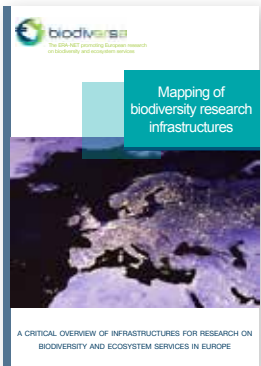 biodiversa
The ERA-NET promoting European research
on biodiversity and ecosystem services
Mapping of
biodiversity research
infrastructures
A CRITICAL OVERVIEW OF INFRASTRUCTURES FOR RESEARCH ON
BIODIVERSITY AND ECOSYSTEM SERVICES IN EUROPE